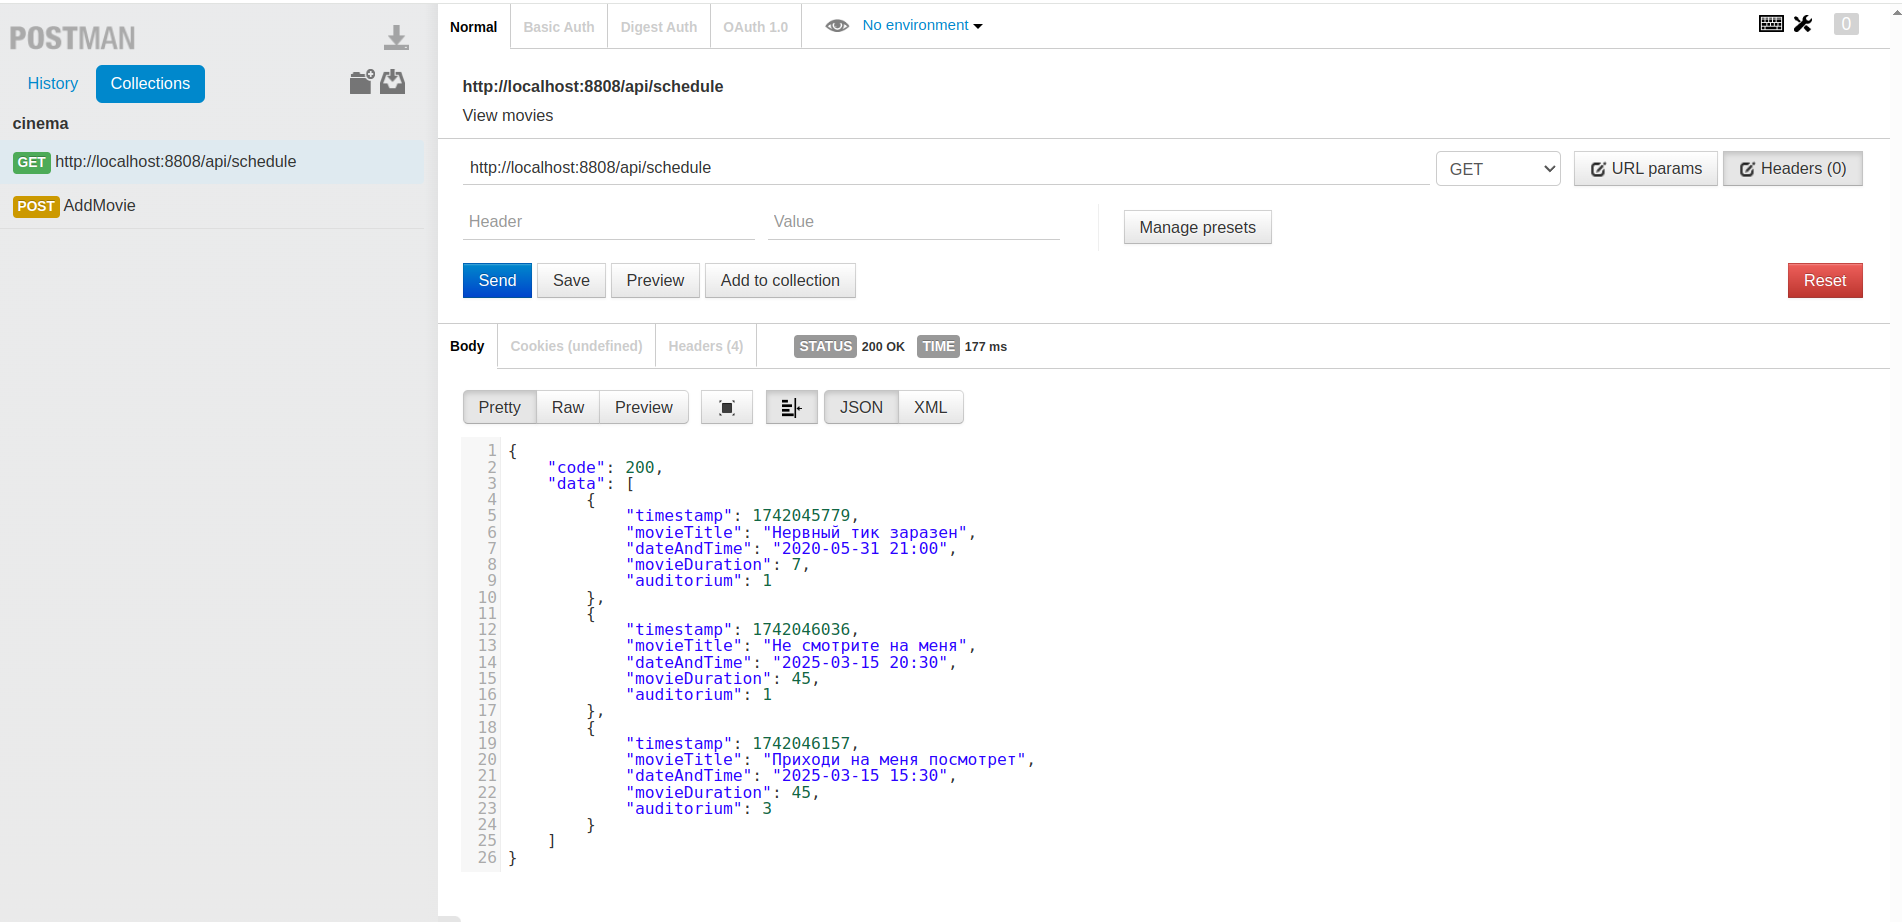 POSTMAN
History Collections
cinema
GET http://localhost:8808/api/schedule
POST AddMovie
Normal Basic Auth Digest Auth OAuth 1.0 No environment 0
http://localhost:8808/api/schedule
View movies
http://localhost:8808/api/schedule GET URL params Headers (0)
Header Value Manage presets
Send Save Preview Add to collection Reset
Body Cookies (undefined) Headers (4) STATUS 200 OK TIME 177 ms
Pretty Raw Preview JSON XML
1 {
2 "code": 200,
3 "data": [
4 {
5 "timestamp": 1742045779,
6 "movieTitle": "Нервный тик заразен",
7 "dateAndTime": "2020-05-31 21:00",
8 "movieDuration": 7,
9 "auditorium": 1
10 },
11 {
12 "timestamp": 1742046036,
13 "movieTitle": "Не смотрите на меня",
14 "dateAndTime": "2025-03-15 20:30",
15 "movieDuration": 45,
16 "auditorium": 1
17 },
18 {
19 "timestamp": 1742046157,
20 "movieTitle": "Приходи на меня посмотрет",
21 "dateAndTime": "2025-03-15 15:30",
22 "movieDuration": 45,
23 "auditorium": 3
24 }
25 ]
26 }